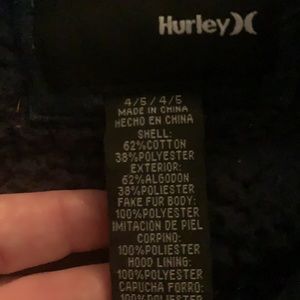 Hurley
4/5/4/5
MADE IN CHINA
HECHO EN CHINA
SHELL:
62%COTTON
38%POLYESTER
EXTERIOR:
62%ALGODON
38%POLIESTER
FAKE FUR BODY:
100%POLYESTER
IMITACION DE PIEL
CORPINO:
100%POLIESTER
HOOD LINING:
100%POLYESTER
CAPUCHA FORRO:
100%POLIESTER